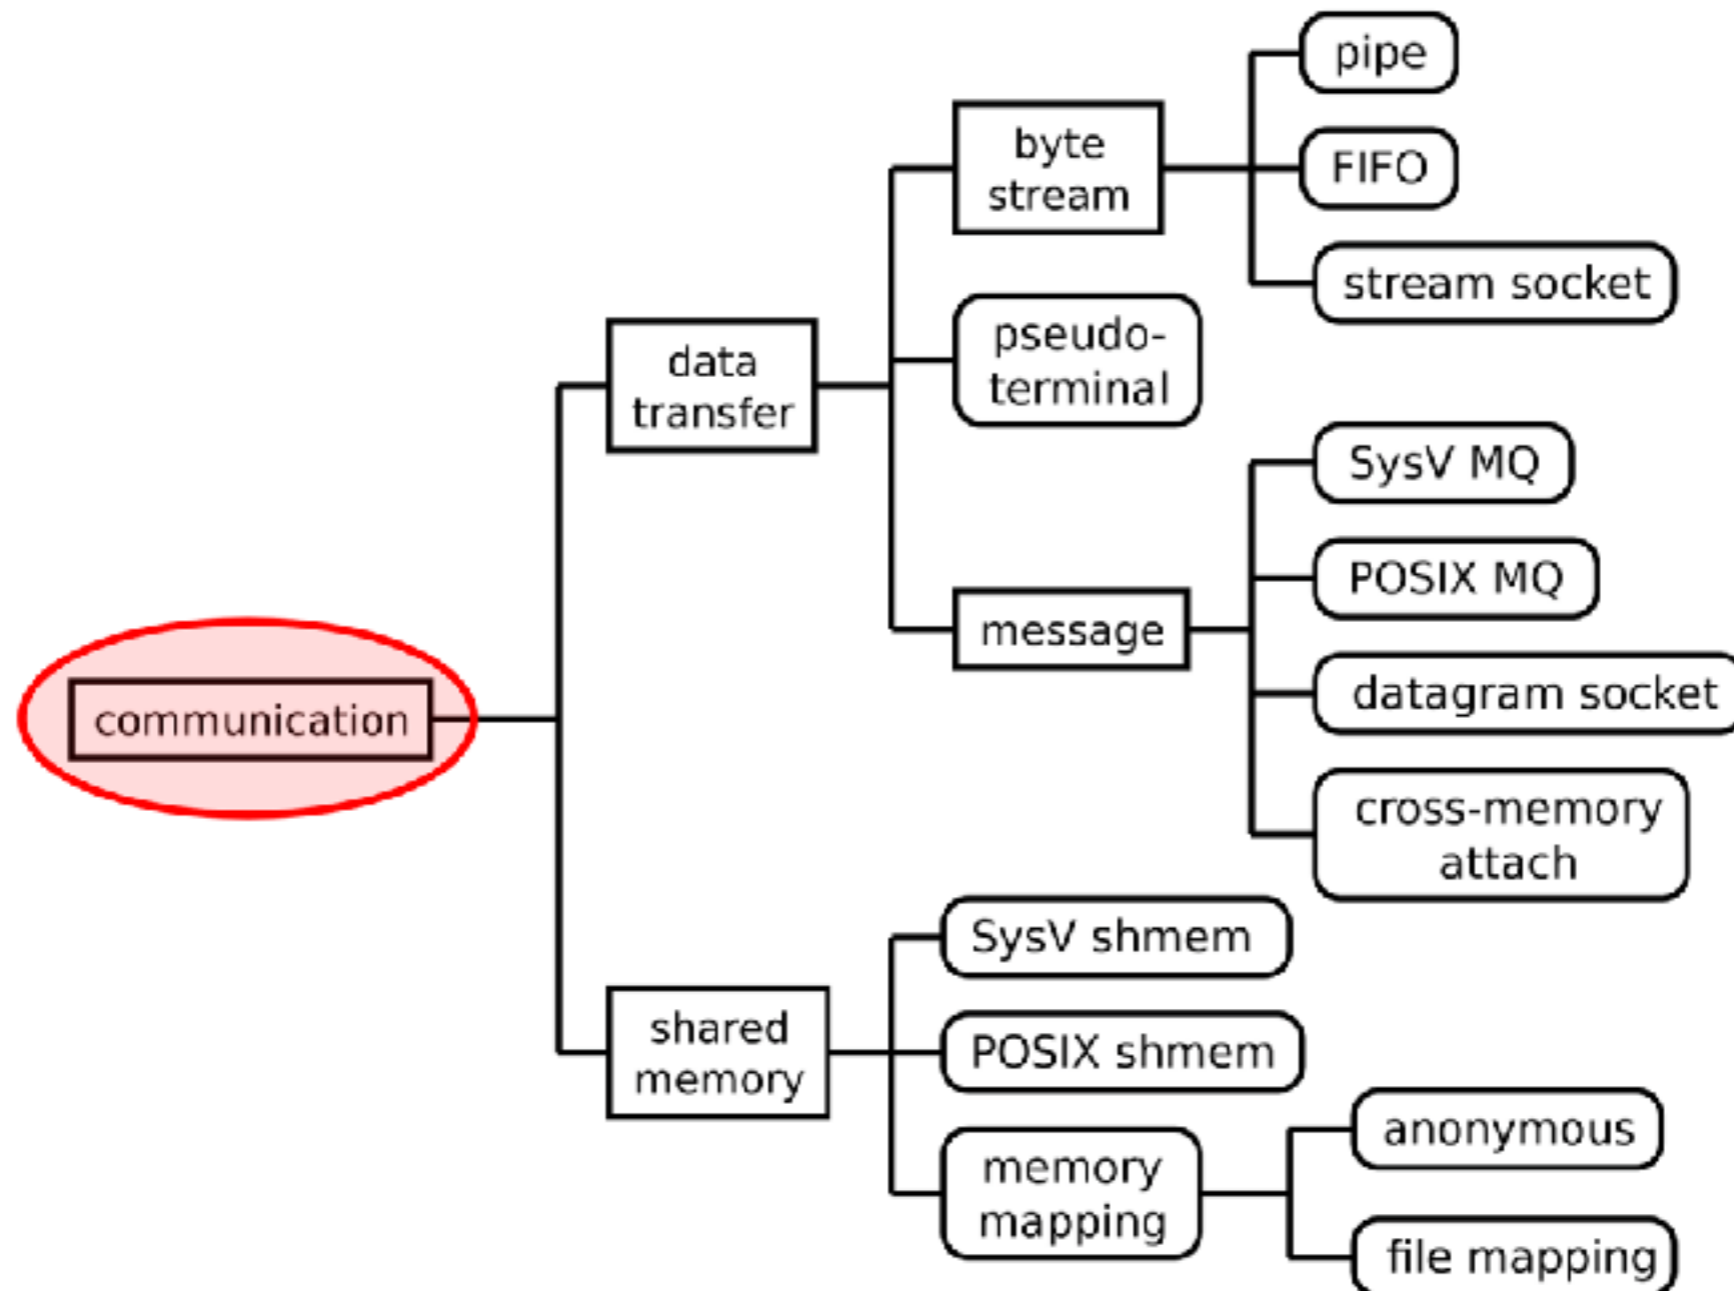 pipe
byte
stream
FIFO
stream socket
data
transfer
pseudo-
terminal
SysV MQ
POSIX MQ
message
datagram socket
communication
cross-memory
attach
SysV shmem
shared
memory
POSIX shmem
anonymous
memory
mapping
file mapping